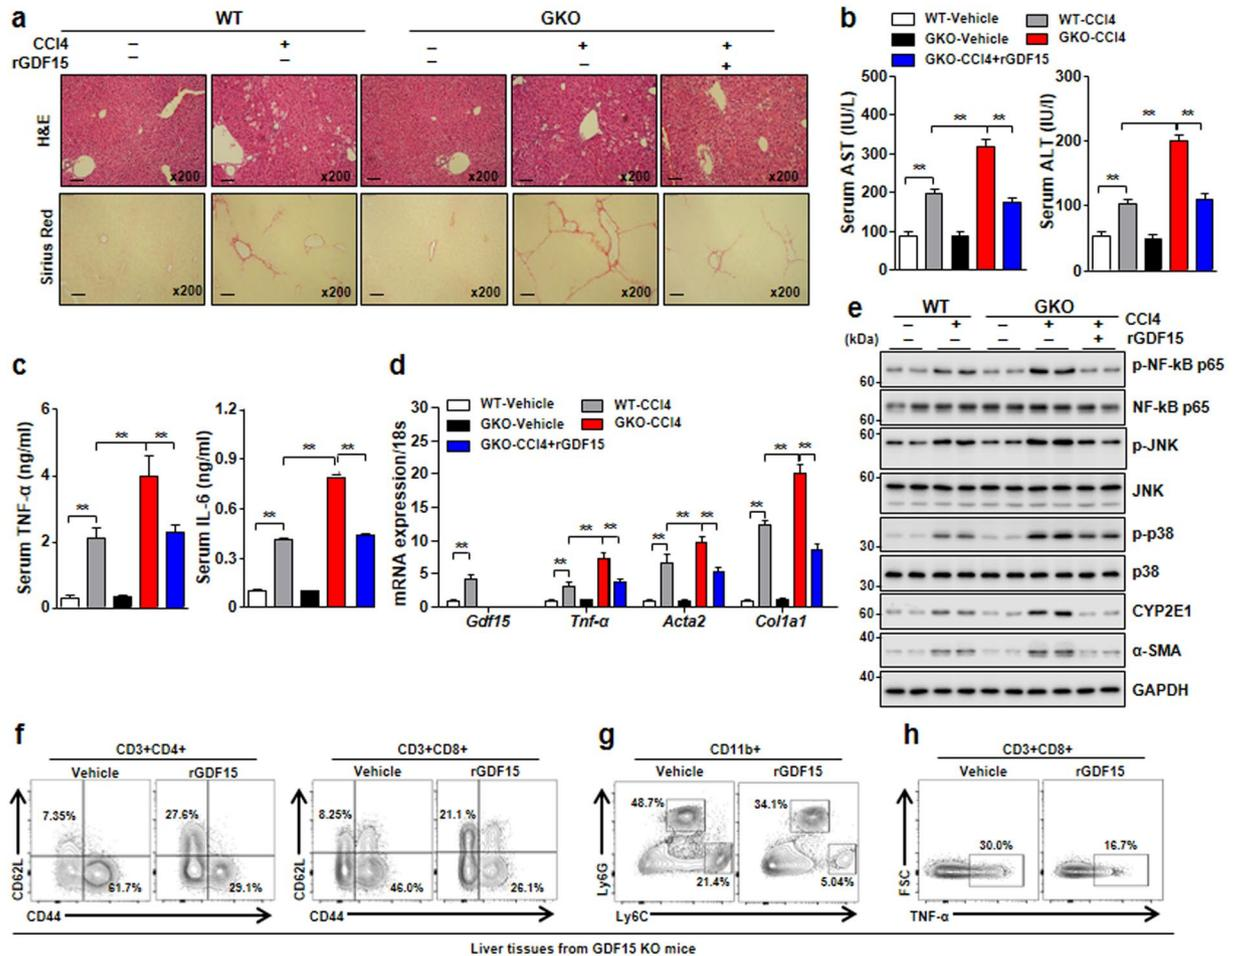 a
WT
GKO
CCl4 – + – + +
rGDF15 – – – – +
H&E
x200
x200
x200
x200
x200
Sirius Red
x200
x200
x200
x200
x200
b
WT-Vehicle
WT-CCl4
GKO-Vehicle
GKO-CCl4
GKO-CCl4+rGDF15
Serum AST (IU/L)
500
400
300
200
100
0
**
**
**
Serum ALT (IU/l)
300
200
100
0
**
**
**
c
Serum TNF-α (ng/ml)
6
4
2
0
**
**
**
Serum IL-6 (ng/ml)
1.2
0.9
0.6
0.3
0
**
**
**
d
WT-Vehicle
WT-CCl4
GKO-Vehicle
GKO-CCl4
GKO-CCl4+rGDF15
mRNA expression/18s
30
25
20
15
10
5
0
**
** ** **
** ** **
** ** **
Gdf15 Tnf-α Acta2 Col1a1
e
WT GKO
– + – + + CCl4
(kDa) – – – – + rGDF15
60 p-NF-kB p65
60 NF-kB p65
60 p-JNK
60 JNK
30 p-p38
30 p38
60 CYP2E1
40 α-SMA
40 GAPDH
f
CD3+CD4+
Vehicle rGDF15
7.35%
61.7%
27.6%
29.1%
CD62L
CD44
CD3+CD8+
Vehicle rGDF15
8.25%
46.0%
21.1 %
26.1%
CD62L
CD44
g
CD11b+
Vehicle rGDF15
48.7%
21.4%
34.1%
5.04%
Ly6G
Ly6C
h
CD3+CD8+
Vehicle rGDF15
30.0%
16.7%
FSC
TNF-α
Liver tissues from GDF15 KO mice